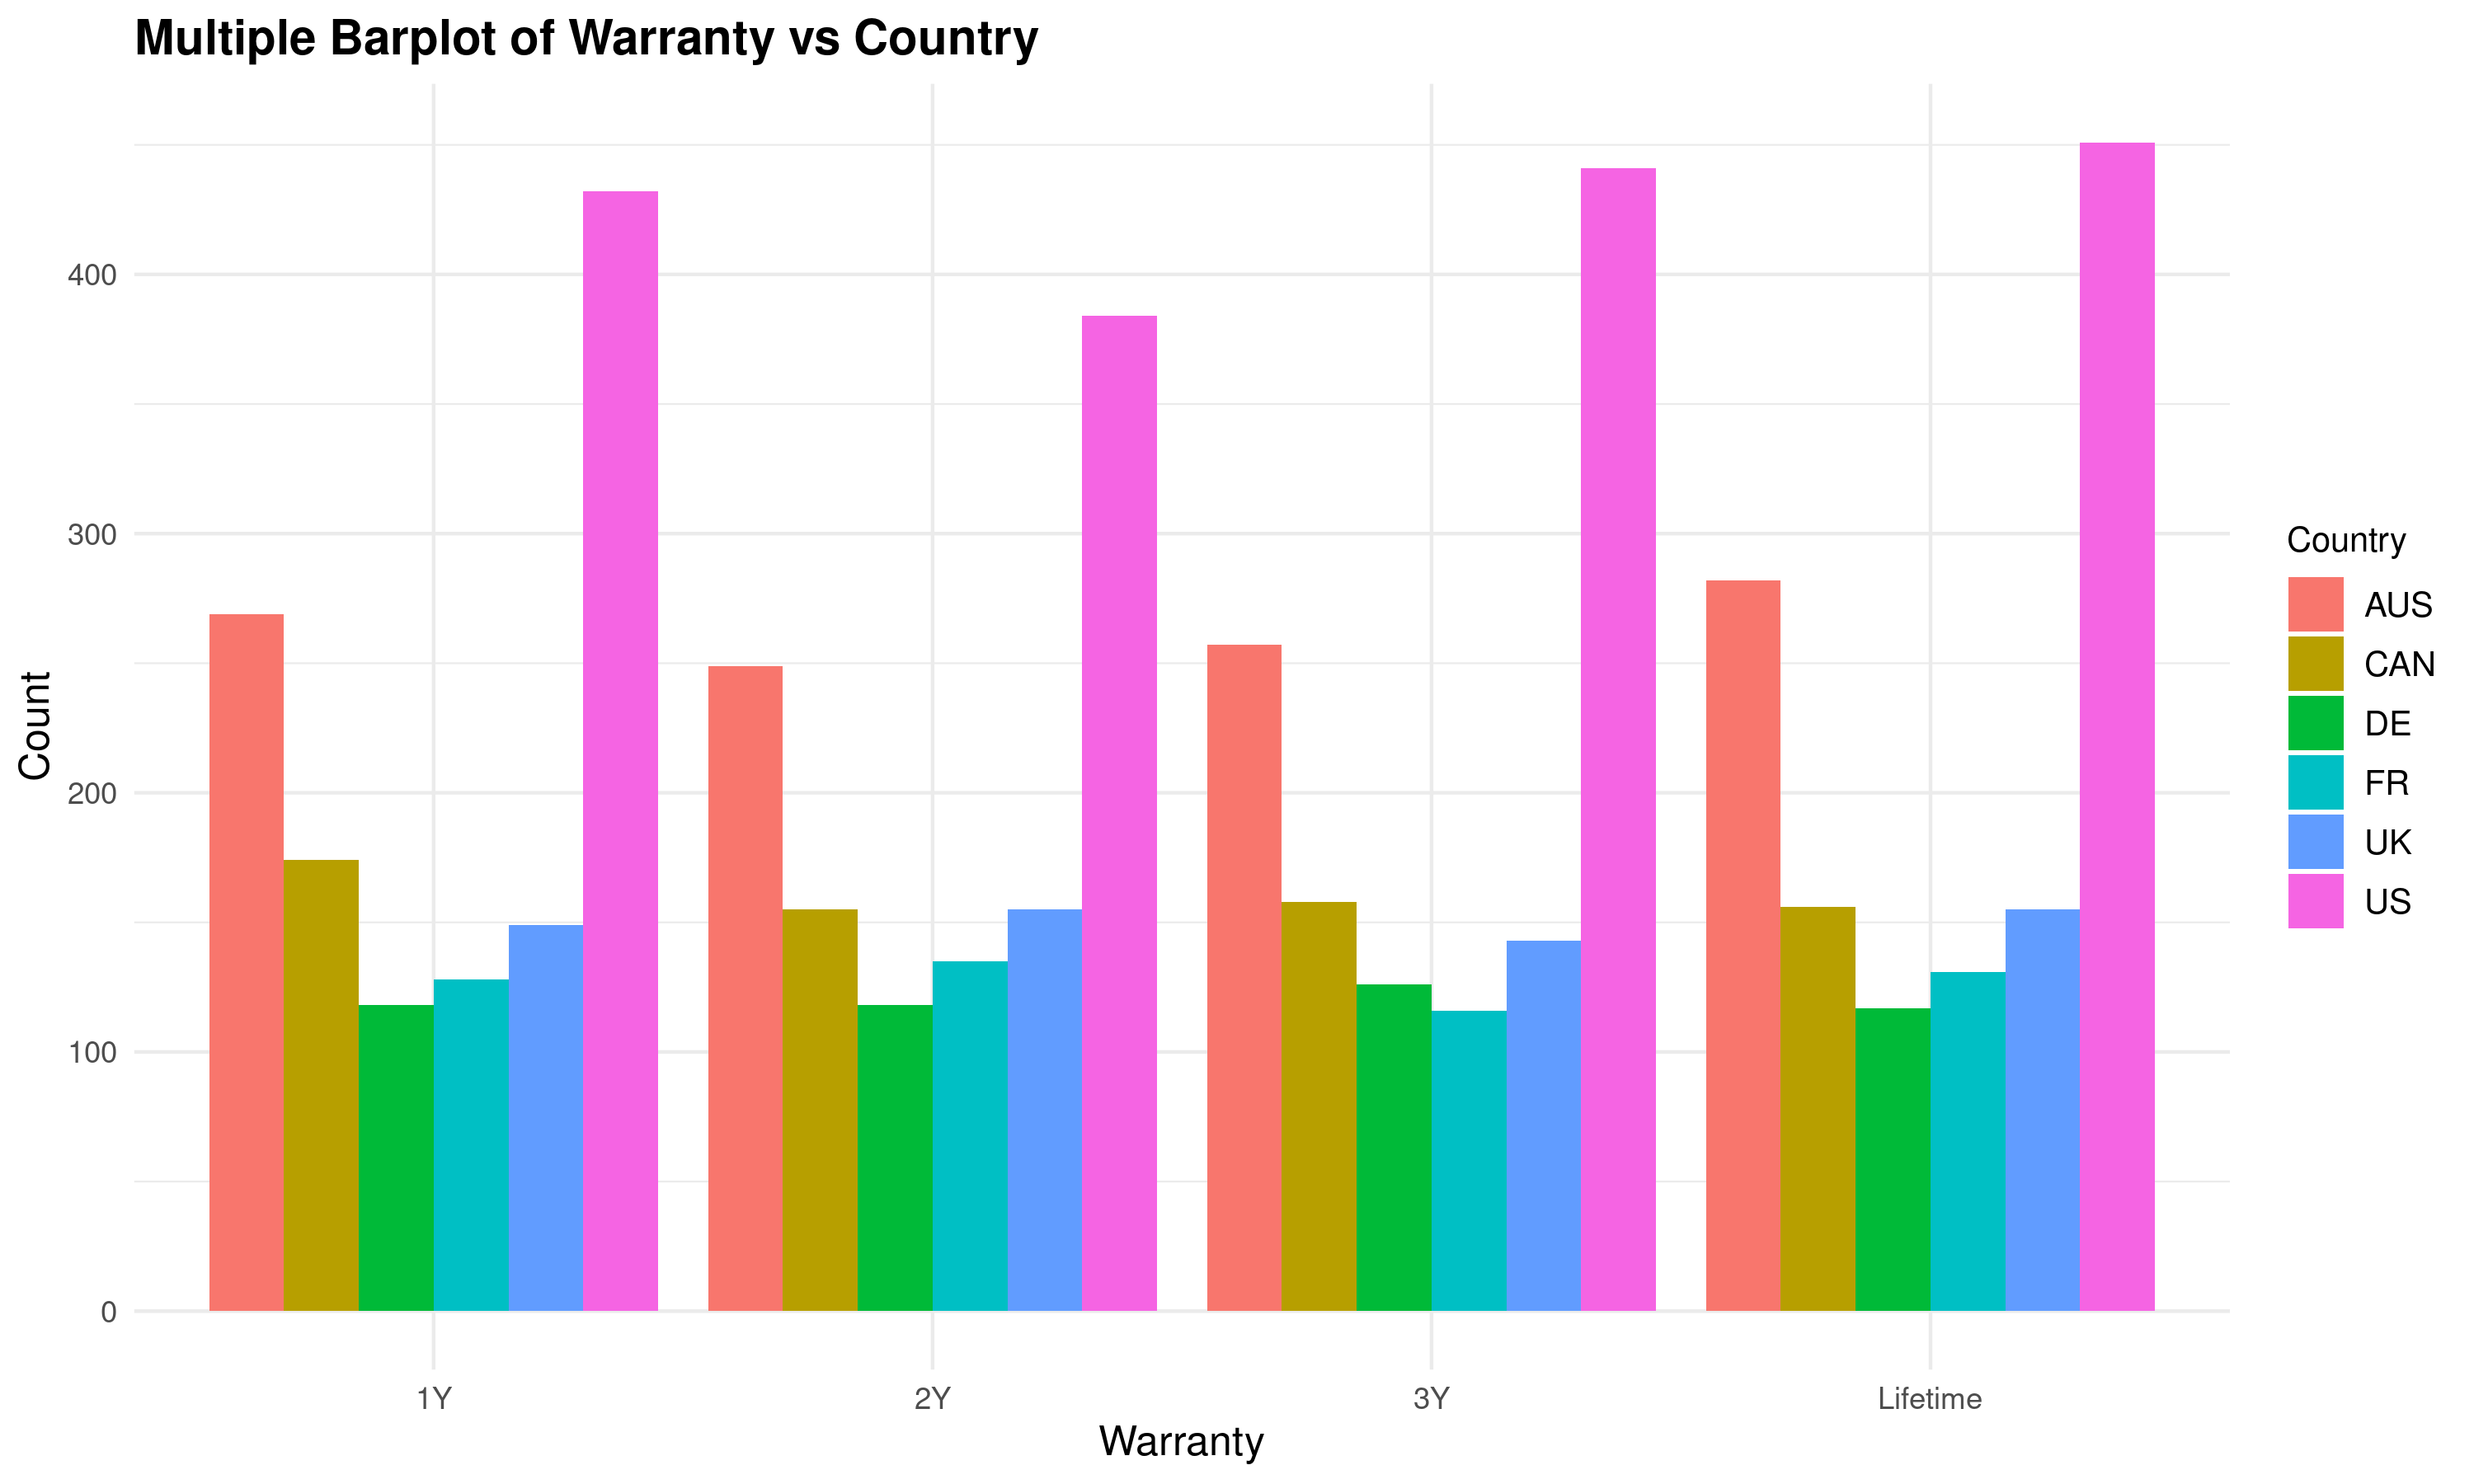 Multiple Barplot of Warranty vs Country
Count
400
300
200
100
0
1Y
2Y
3Y
Lifetime
Warranty
Country
AUS
CAN
DE
FR
UK
US